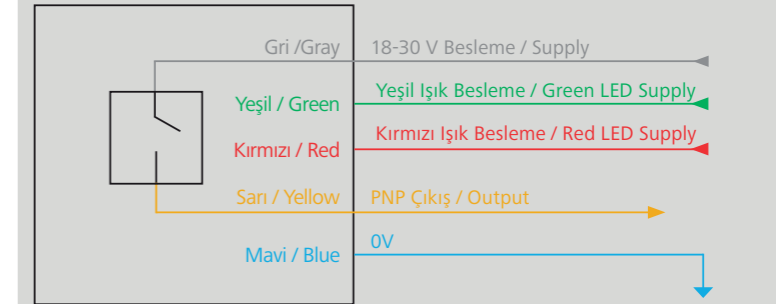 Gri /Gray 18-30 V Besleme / Supply
Yeşil / Green Yeşil Işık Besleme / Green LED Supply
Kırmızı / Red Kırmızı Işık Besleme / Red LED Supply
Sarı / Yellow PNP Çıkış / Output
Mavi / Blue 0V